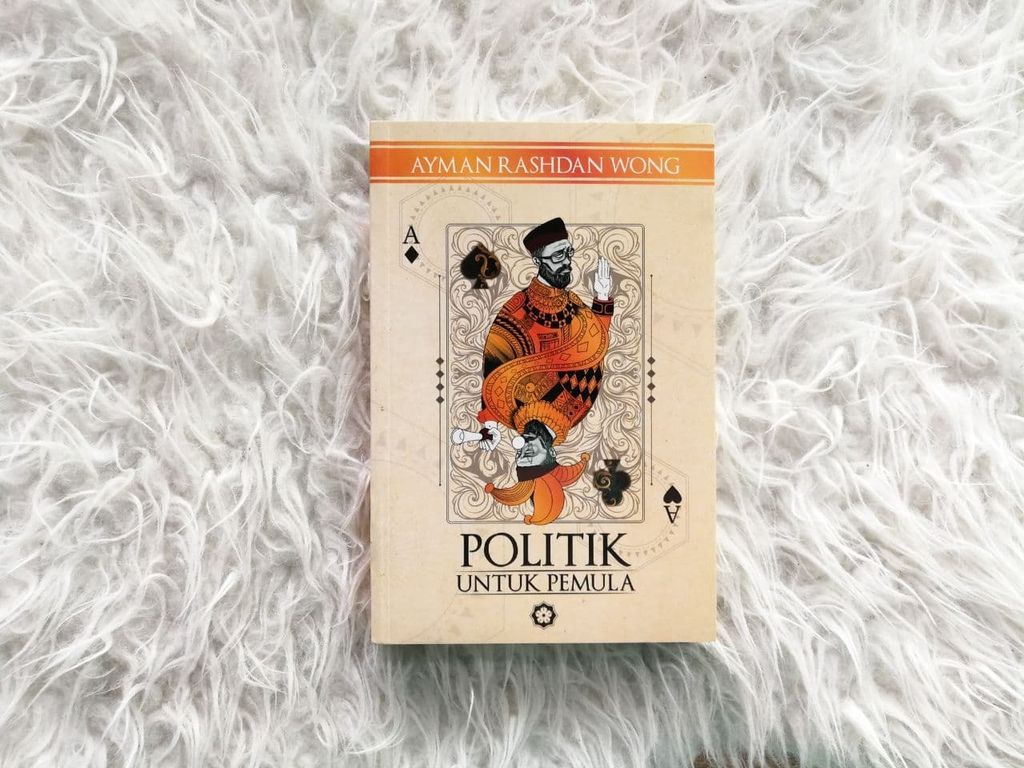 AYMAN RASHDAN WONG
A
POLITIK
UNTUK PEMULA
A